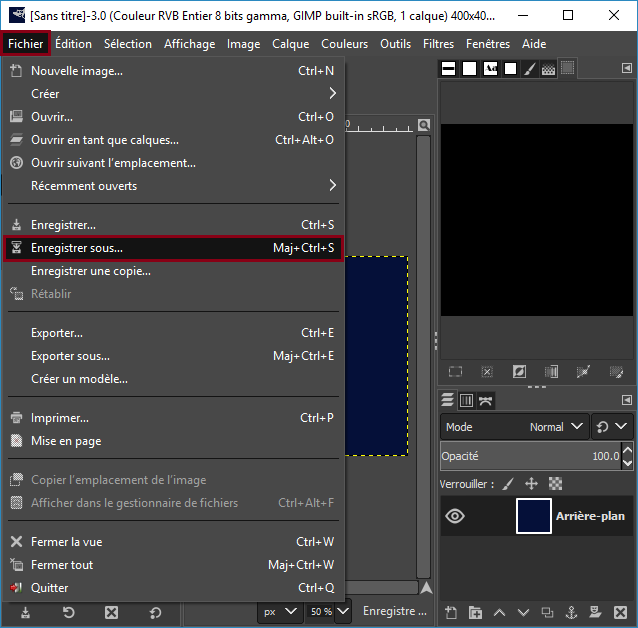 [Sans titre]-3.0 (Couleur RVB Entier 8 bits gamma, GIMP built-in sRGB, 1 calque) 400x40...
Fichier Édition Sélection Affichage Image Calque Couleurs Outils Filtres Fenêtres Aide
Nouvelle image... Ctrl+N
Créer
Ouvrir... Ctrl+O
Ouvrir en tant que calques... Ctrl+Alt+O
Ouvrir suivant l'emplacement...
Récemment ouverts
Enregistrer... Ctrl+S
Enregistrer sous... Maj+Ctrl+S
Enregistrer une copie...
Rétablir
Exporter... Ctrl+E
Exporter sous... Maj+Ctrl+E
Créer un modèle...
Imprimer... Ctrl+P
Mise en page
Copier l'emplacement de l'image
Afficher dans le gestionnaire de fichiers Ctrl+Alt+F
Fermer la vue Ctrl+W
Fermer tout Maj+Ctrl+W
Quitter Ctrl+Q
px 50 % Enregistre ...
Aa
Mode Normal
Opacité 100.0
Verrouiller :
Arrière-plan